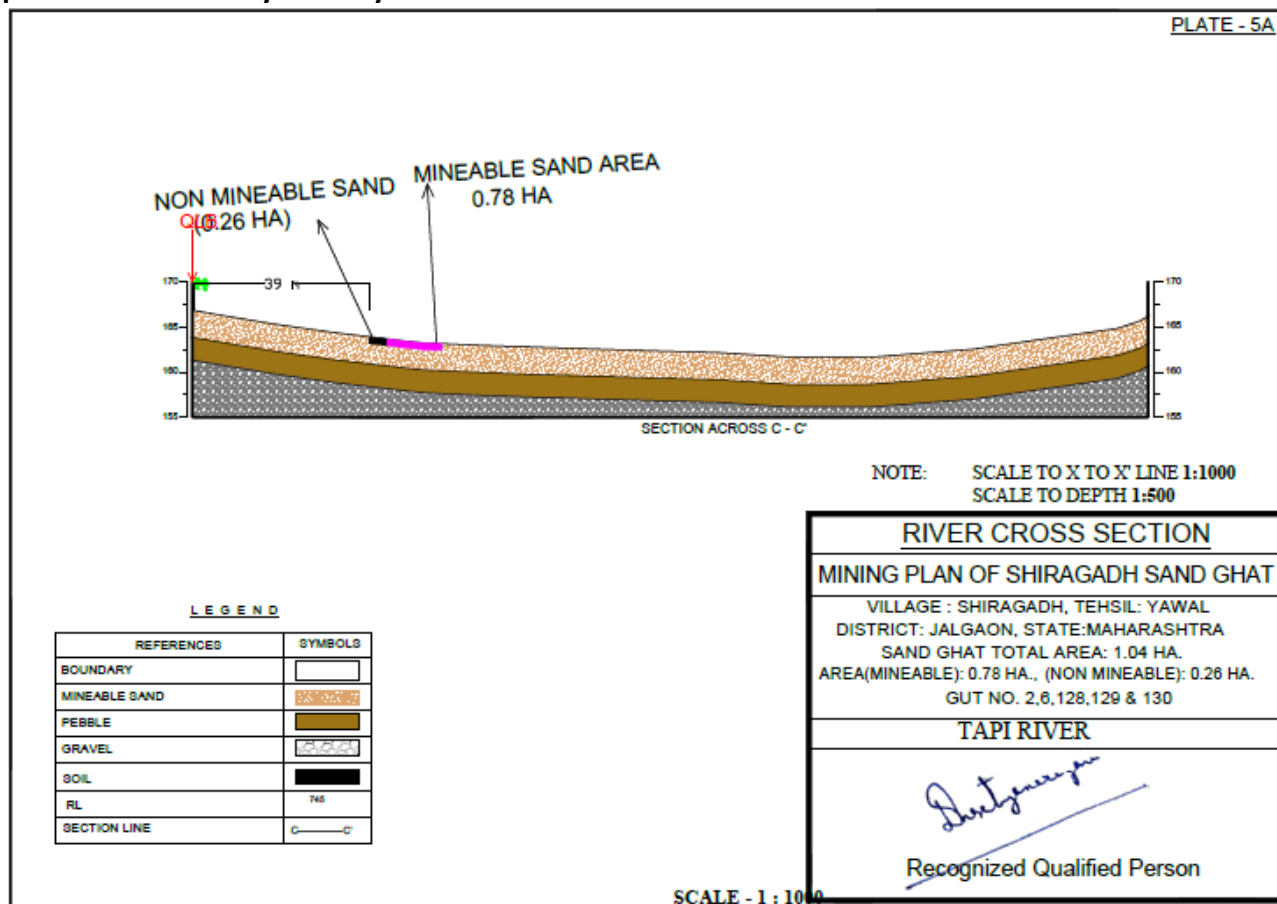 PLATE - 5A
NON MINEABLE SAND
(0.26 HA)
MINEABLE SAND AREA
0.78 HA
39
170
165
160
155
170
165
160
155
SECTION ACROSS C - C'
NOTE: SCALE TO X TO X' LINE 1:1000
SCALE TO DEPTH 1:500
RIVER CROSS SECTION
MINING PLAN OF SHIRAGADH SAND GHAT
VILLAGE : SHIRAGADH, TEHSIL: YAWAL
DISTRICT: JALGAON, STATE:MAHARASHTRA
SAND GHAT TOTAL AREA: 1.04 HA.
AREA(MINEABLE): 0.78 HA., (NON MINEABLE): 0.26 HA.
GUT NO. 2,6,128,129 & 130
TAPI RIVER
Recognized Qualified Person
LEGEND
REFERENCES SYMBOLS
BOUNDARY
MINEABLE SAND
PEBBLE
GRAVEL
SOIL
RL
SECTION LINE C C'
SCALE - 1 : 1000